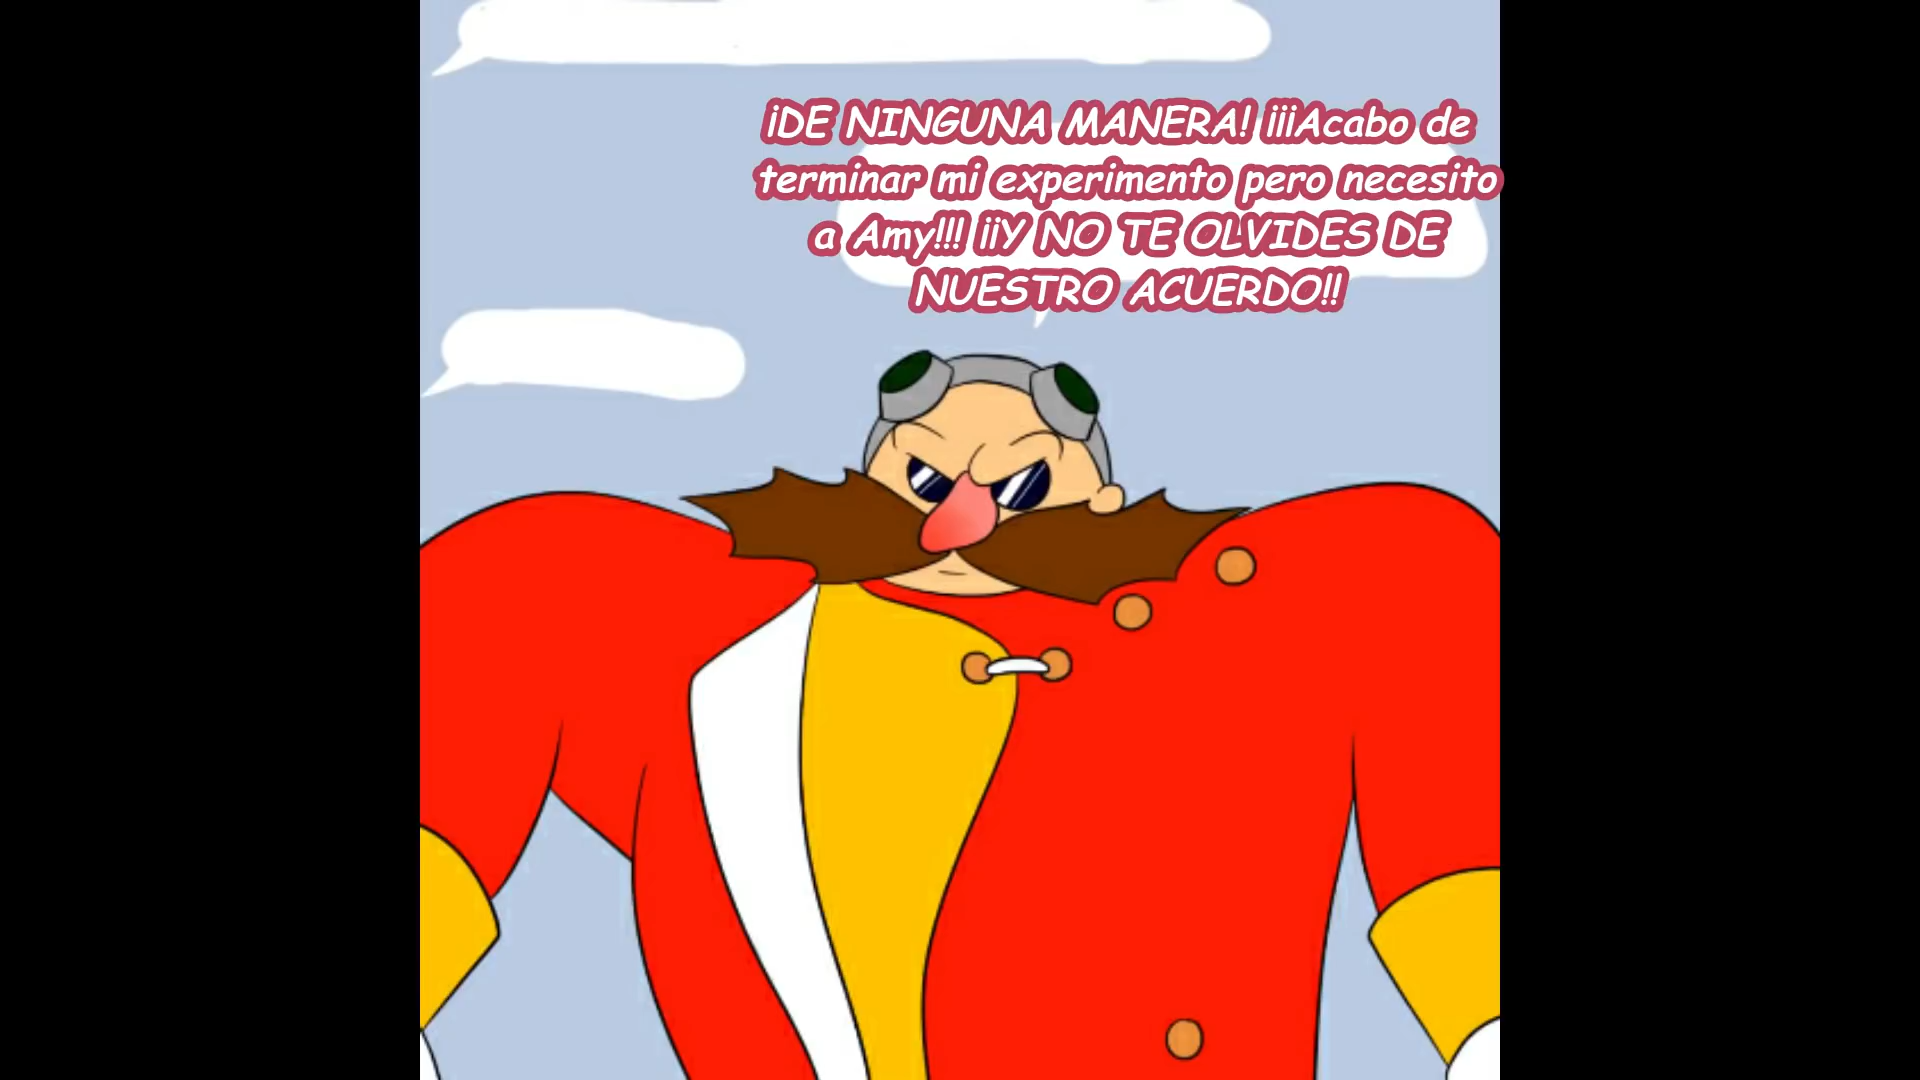 ¡DE NINGUNA MANERA! ¡¡¡Acabo de
terminar mi experimento pero necesito
a Amy!!! ¡¡Y NO TE OLVIDES DE
NUESTRO ACUERDO!!